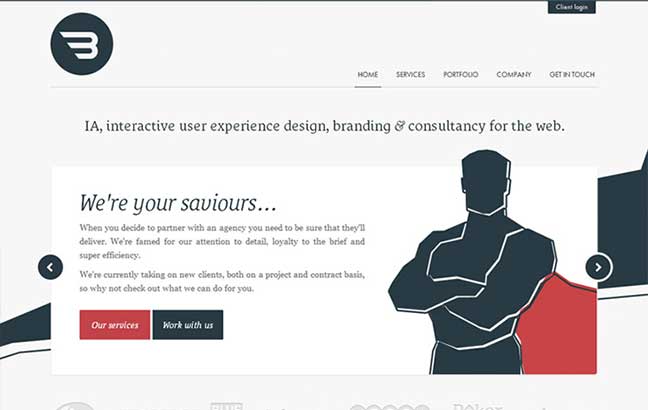 Client login
HOME SERVICES PORTFOLIO COMPANY GET IN TOUCH
IA, interactive user experience design, branding & consultancy for the web.
We're your saviours...
When you decide to partner with an agency you need to be sure that they'll
deliver. We're famed for our attention to detail, loyalty to the brief and
super efficiency.
We're currently taking on new clients, both on a project and contract basis,
so why not check out what we can do for you.
Our services Work with us